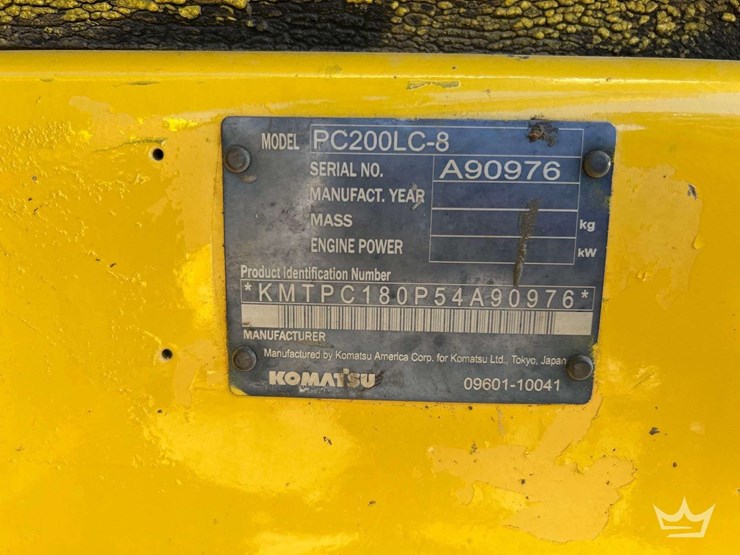 MODEL PC200LC-8
SERIAL NO. A90976
MANUFACT. YEAR
MASS kg
ENGINE POWER kW
Product Identification Number
*KMTPC180P54A90976*
MANUFACTURER
Manufactured by Komatsu America Corp. for Komatsu Ltd., Tokyo, Japan
KOMATSU 09601-10041